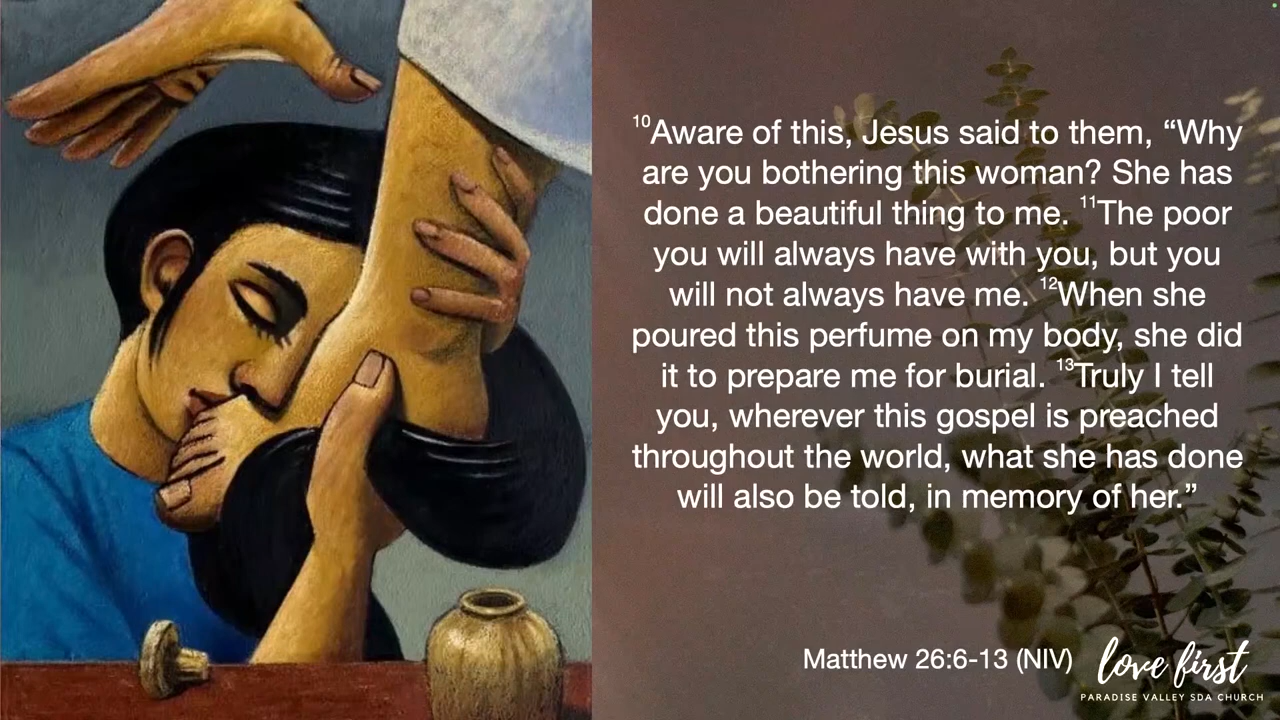 ¹⁰Aware of this, Jesus said to them, “Why
are you bothering this woman? She has
done a beautiful thing to me. ¹¹The poor
you will always have with you, but you
will not always have me. ¹²When she
poured this perfume on my body, she did
it to prepare me for burial. ¹³Truly I tell
you, wherever this gospel is preached
throughout the world, what she has done
will also be told, in memory of her.”
Matthew 26:6-13 (NIV)
love first
PARADISE VALLEY SDA CHURCH